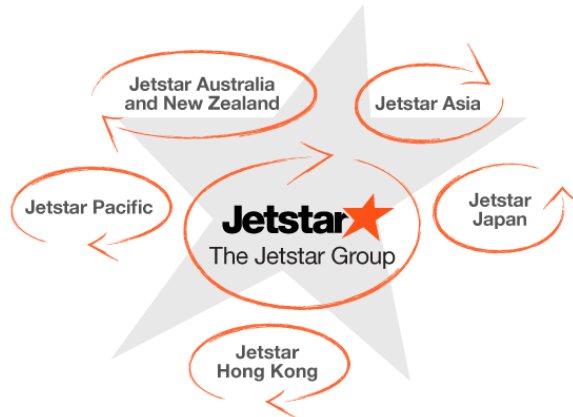 Jetstar Australia
and New Zealand
Jetstar Asia
Jetstar Pacific
Jetstar
The Jetstar Group
Jetstar
Japan
Jetstar
Hong Kong